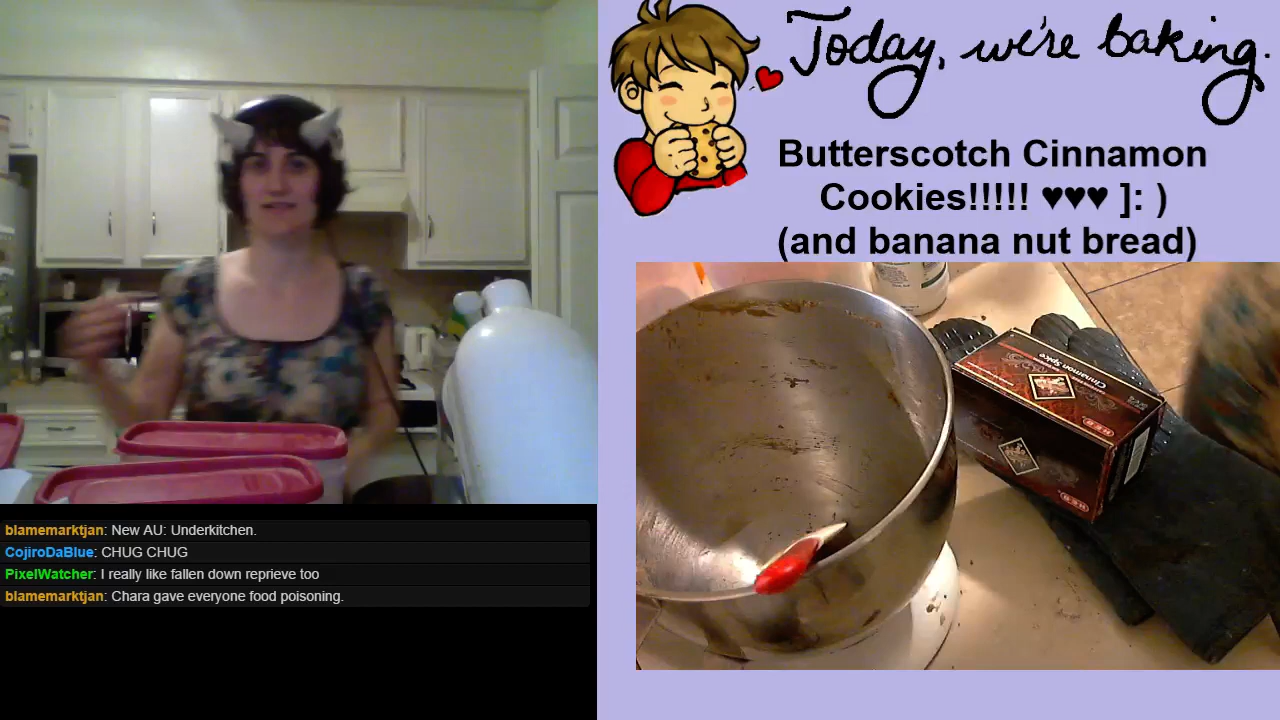 Today, we're baking.
Butterscotch Cinnamon
Cookies!!!!! ♥♥♥ ]: )
(and banana nut bread)
Cinnamon Spice
H‑E‑B
H‑E‑B
blamemarktjan: New AU: Underkitchen.
CojiroDaBlue: CHUG CHUG
PixelWatcher: I really like fallen down reprieve too
blamemarktjan: Chara gave everyone food poisoning.